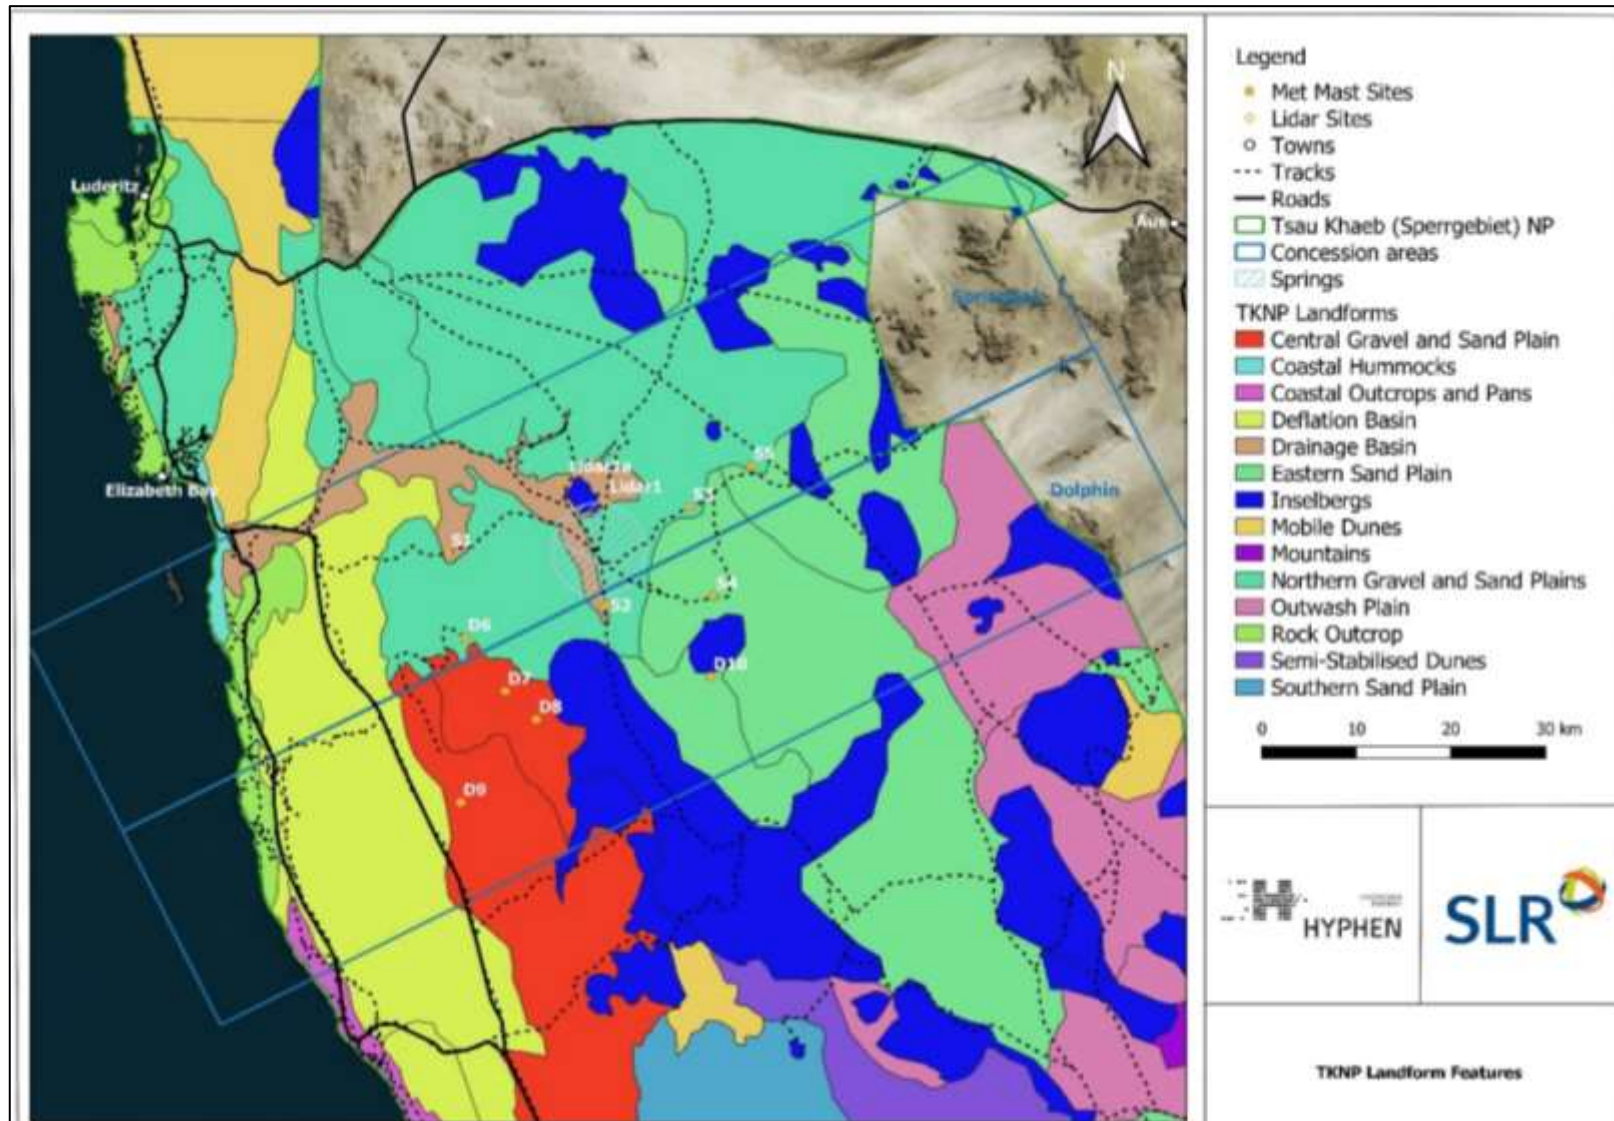 N
Luderitz
Aus
Elizabeth Bay
Lidar1a
Lidar1
S5
S3
Dolphin
S1
S4
S2
D6
D10
D7
D8
D9
Legend
Met Mast Sites
Lidar Sites
Towns
Tracks
Roads
Tsau Khaeb (Sperrgebiet) NP
Concession areas
Springs
TKNP Landforms
Central Gravel and Sand Plain
Coastal Hummocks
Coastal Outcrops and Pans
Deflation Basin
Drainage Basin
Eastern Sand Plain
Inselbergs
Mobile Dunes
Mountains
Northern Gravel and Sand Plains
Outwash Plain
Rock Outcrop
Semi-Stabilised Dunes
Southern Sand Plain
0 10 20 30 km
H
HYPHEN
SLR
TKNP Landform Features